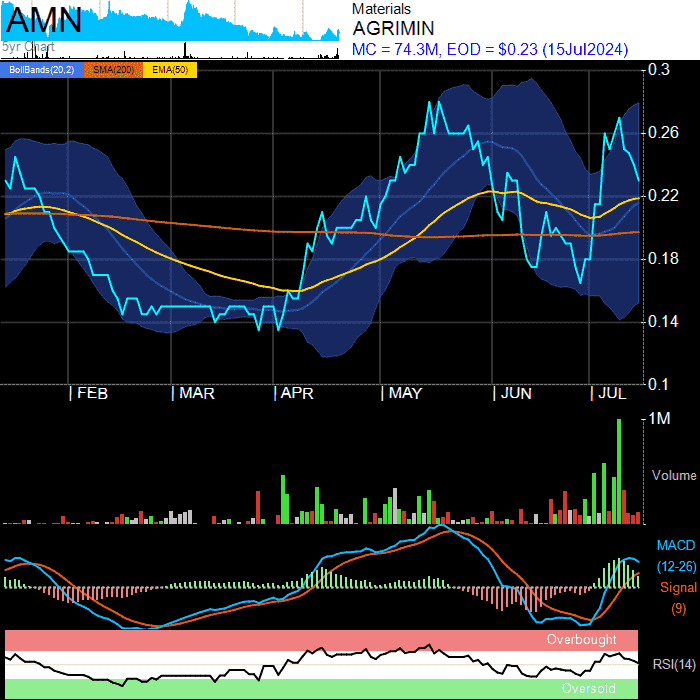 AMN
5yr Chart
Materials
AGRIMIN
MC = 74.3M, EOD = $0.23 (15Jul2024)
BollBands(20,2) SMA(200) EMA(50)
0.3
0.26
0.22
0.18
0.14
0.1
| FEB | MAR | APR | MAY | JUN | JUL
1M
Volume
MACD
(12-26)
Signal
(9)
Overbought
RSI(14)
Oversold